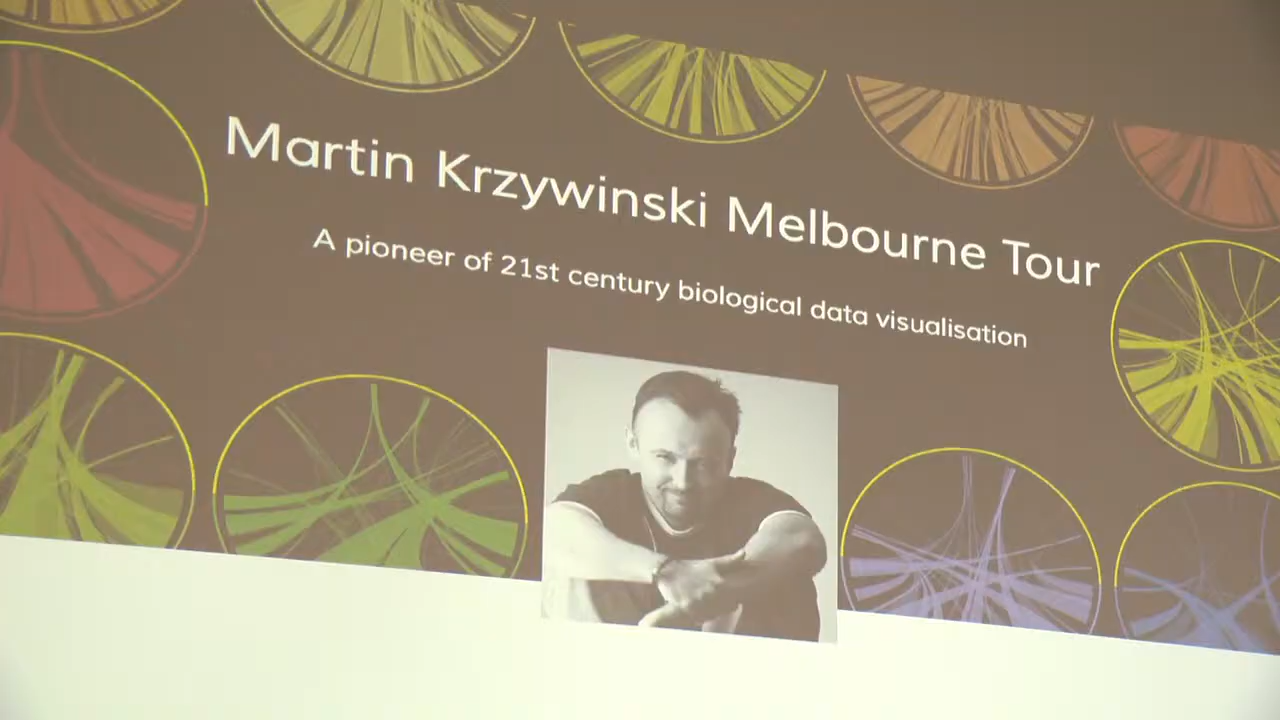 Martin Krzywinski Melbourne Tour
A pioneer of 21st century biological data visualisation